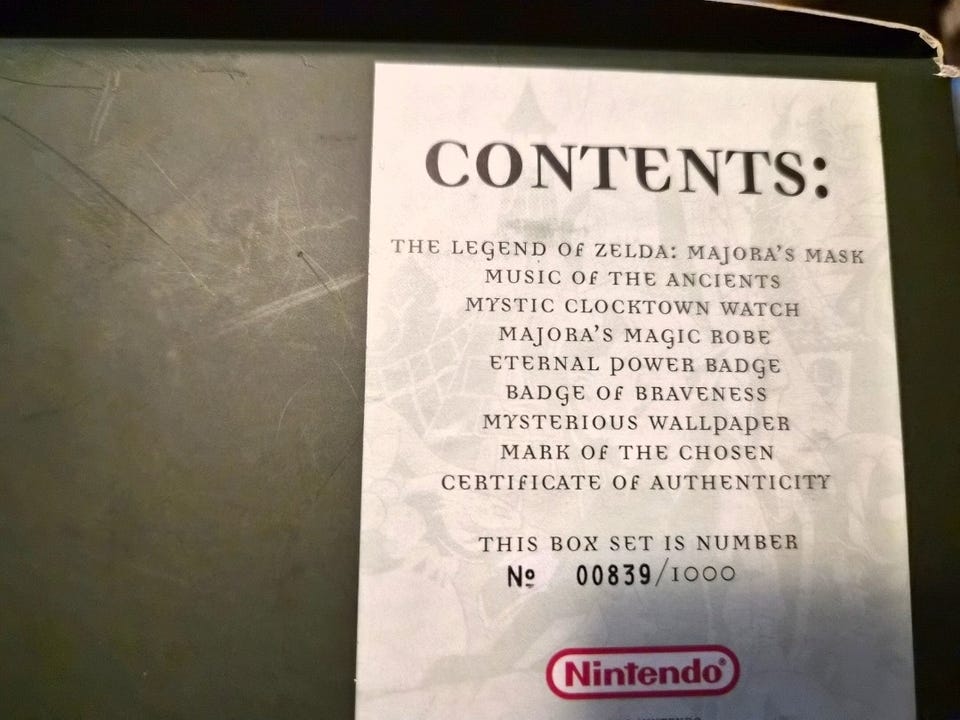 CONTENTS:
THE LEGEND OF ZELDA: MAJORA'S MASK
MUSIC OF THE ANCIENTS
MYSTIC CLOCKTOWN WATCH
MAJORA'S MAGIC ROBE
ETERNAL POWER BADGE
BADGE OF BRAVENESS
MYSTERIOUS WALLPAPER
MARK OF THE CHOSEN
CERTIFICATE OF AUTHENTICITY
THIS BOX SET IS NUMBER
Nº 00839/1000
Nintendo®